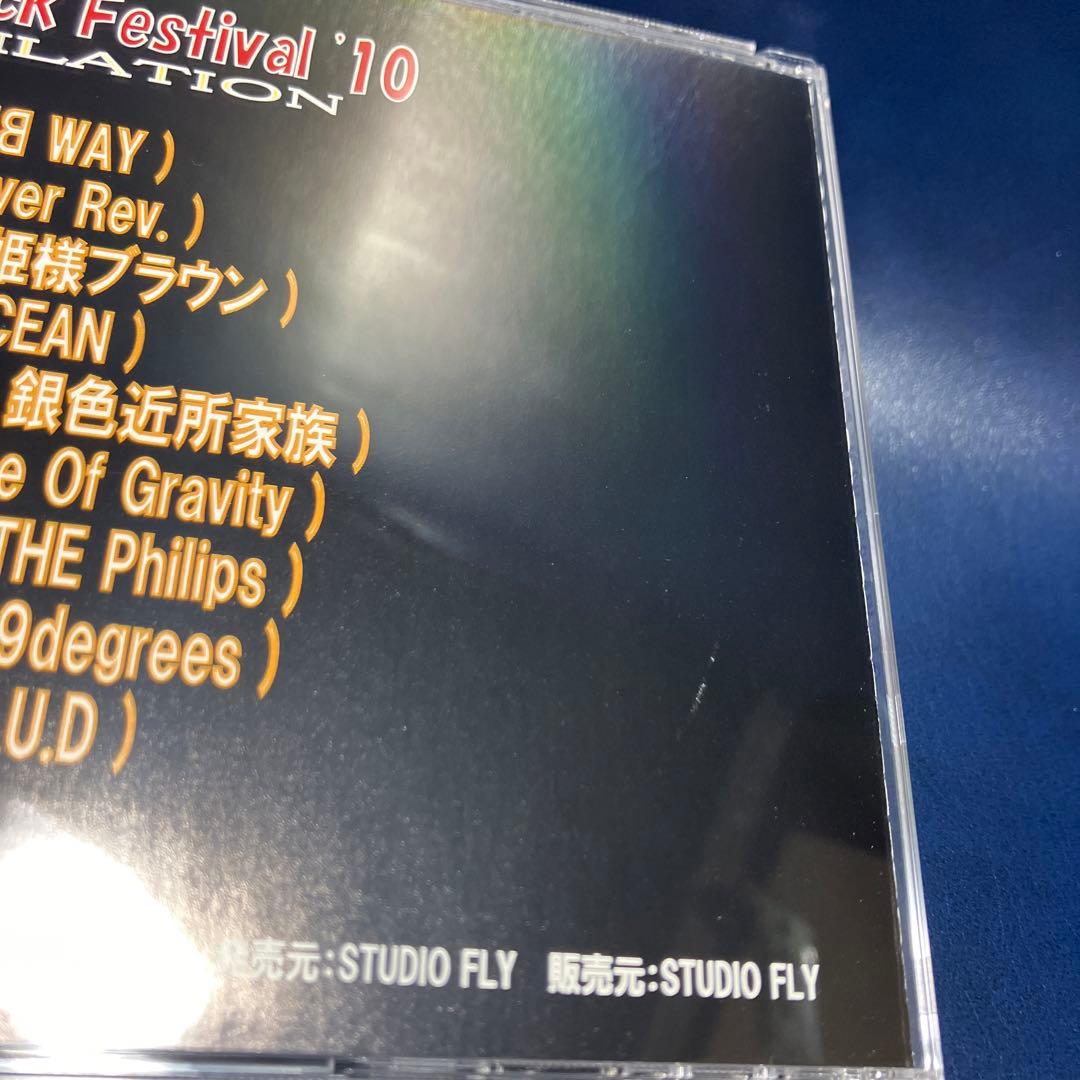 ck Festival '10
ILATION
B WAY )
ver Rev. )
姫様ブラウン )
CEAN )
銀色近所家族 )
e Of Gravity )
THE Philips )
9degrees )
.U.D )
発売元:STUDIO FLY 販売元:STUDIO FLY